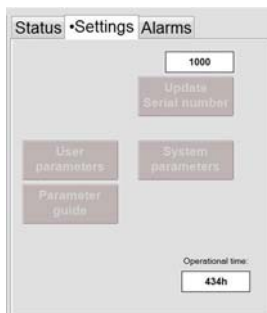 Status •Settings Alarms
1000
Update
Serial number
User
parameters
System
parameters
Parameter
guide
Operational time:
434h